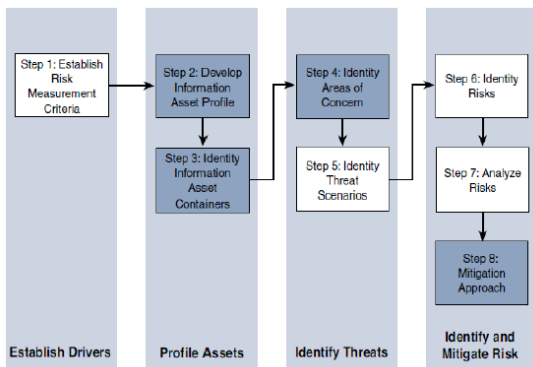 Step 1: Establish
Risk
Measurement
Criteria
Step 2: Develop
Information
Asset Profile
Step 3: Identity
Information
Asset
Containers
Step 4: Identity
Areas of
Concern
Step 5: Identity
Threat
Scenarios
Step 6: Identity
Risks
Step 7: Analyze
Risks
Step 8:
Mitigation
Approach
Establish Drivers
Profile Assets
Identify Threats
Identify and
Mitigate Risk